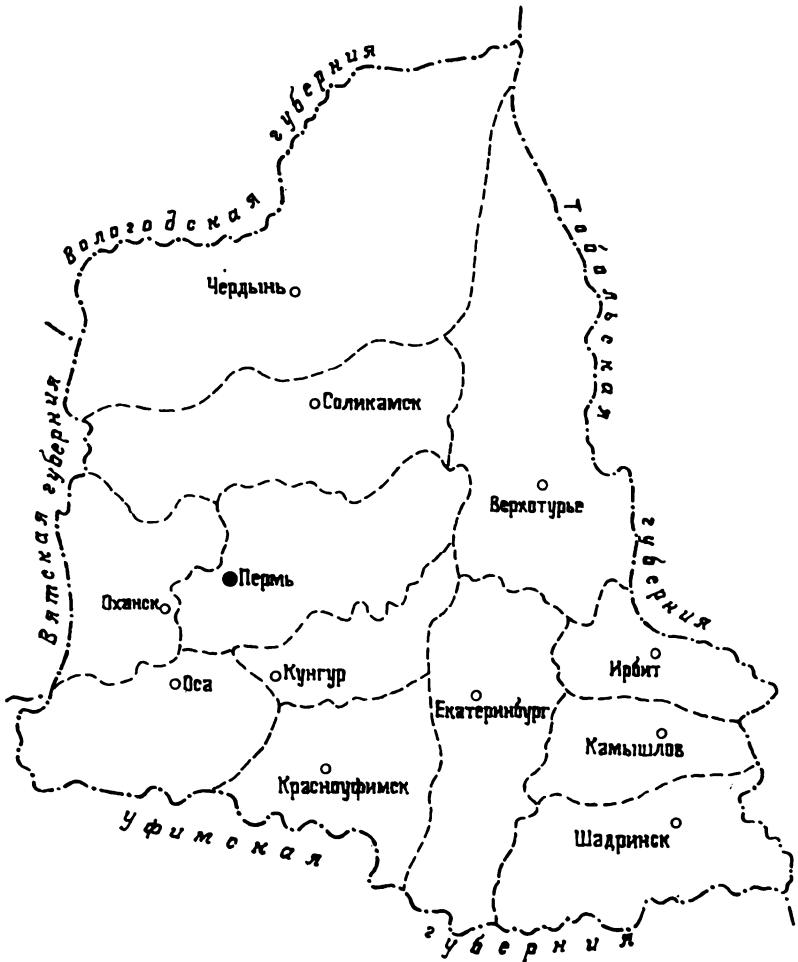 Вологодская губерния
Тобольская губерния
Чердынь
Вятская губерния
Соликамск
Верхотурье
Пермь
Оханск
Ирбит
Кунгур
Оса
Екатеринбург
Камышлов
Красноуфимск
Шадринск
Уфимская губерния